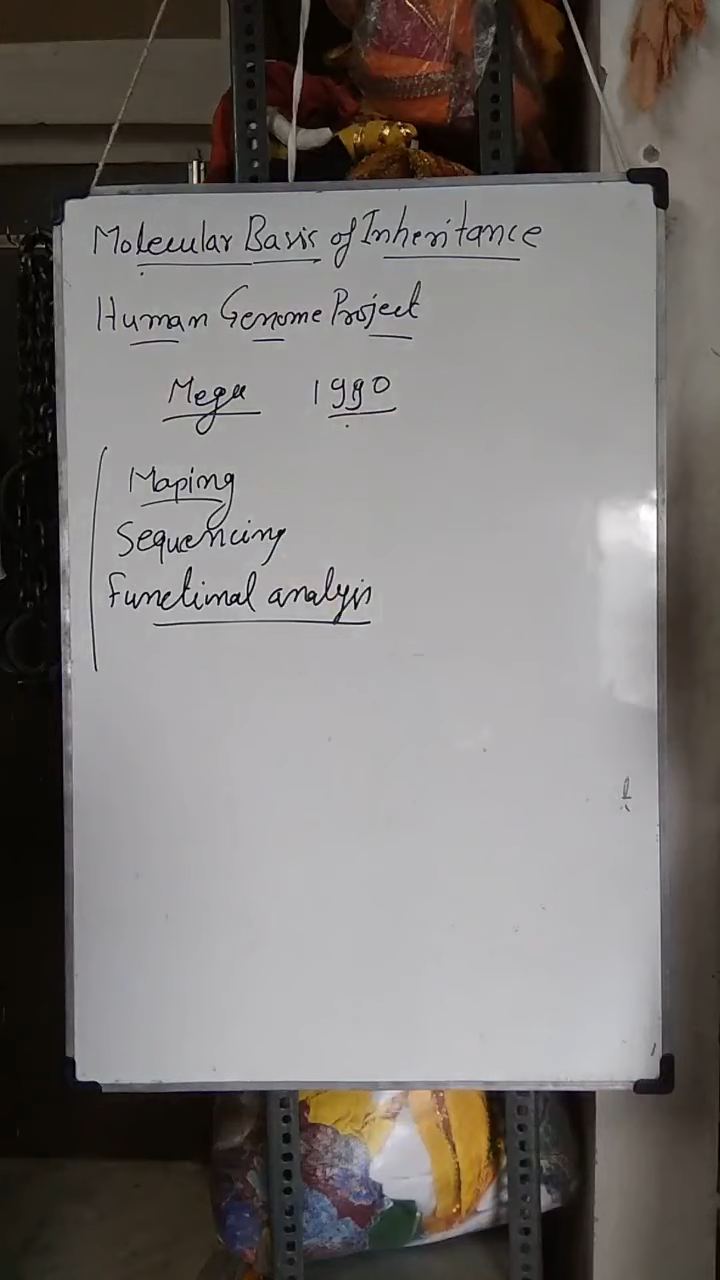 Molecular Basis of Inheritance
Human Genome Project
Mega 1990
Maping
Sequencing
Functional analysis